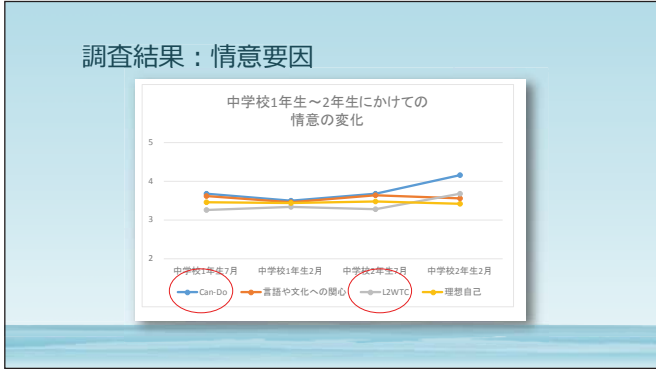 調査結果：情意要因
中学校1年生～2年生にかけての
情意の変化
5
4
3
2
中学校1年生7月 中学校1年生2月 中学校2年生7月 中学校2年生2月
Can-Do 言語や文化への関心 L2WTC 理想自己